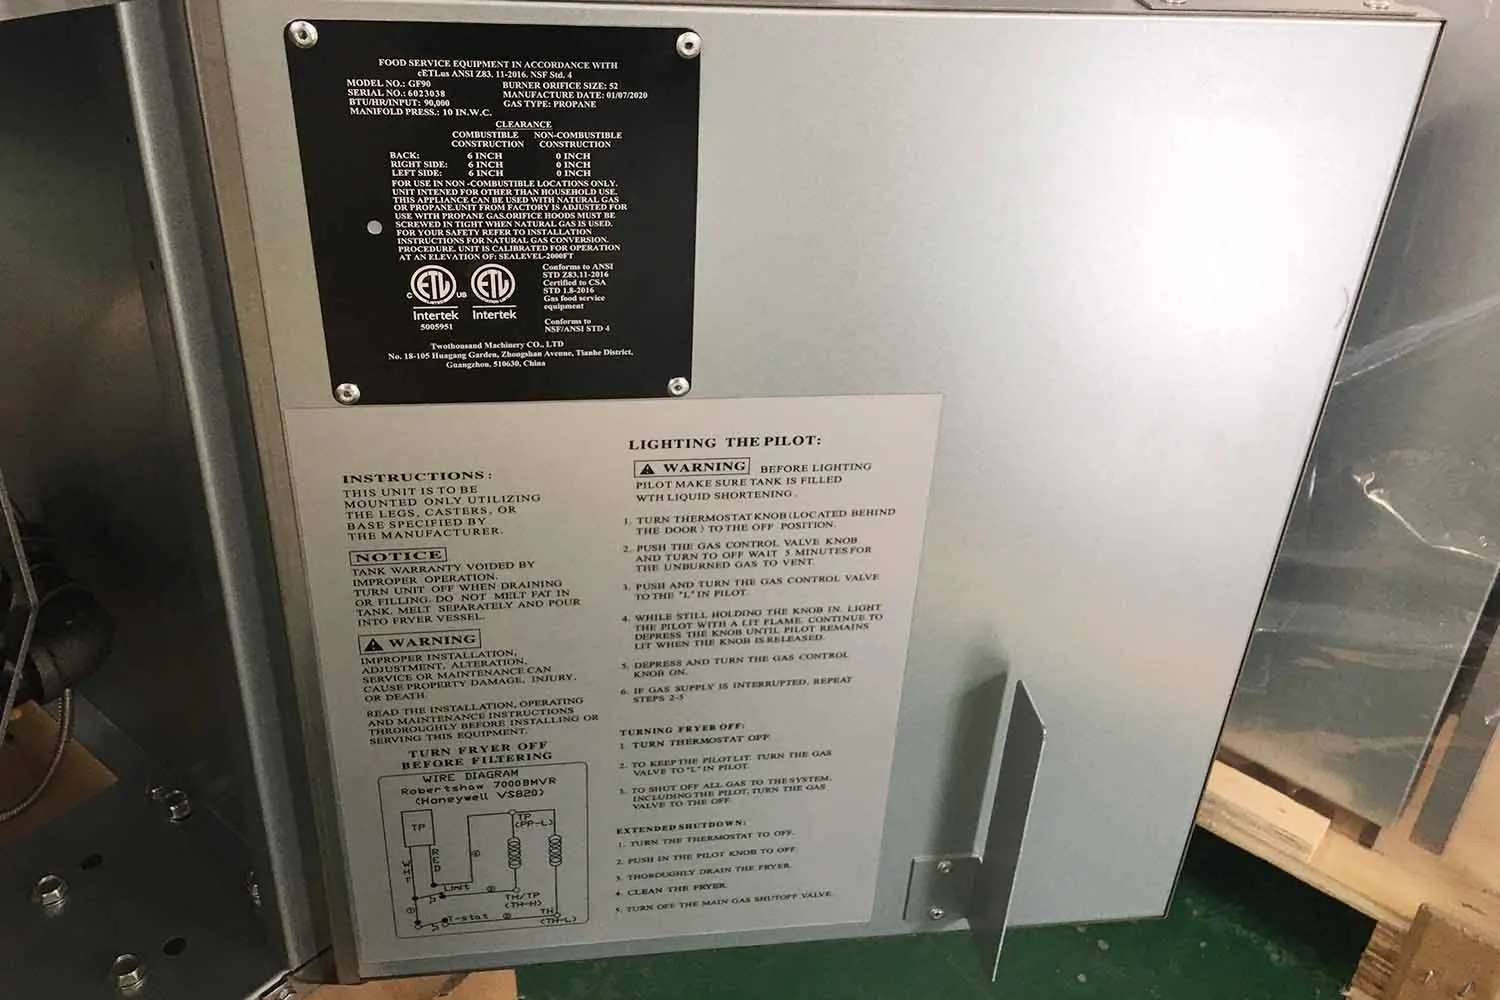 FOOD SERVICE EQUIPMENT IN ACCORDANCE WITH
cETLus ANSI Z83. 11-2016. NSF Std. 4
MODEL NO.: GF90 BURNER ORIFICE SIZE: 52
SERIAL NO.: 6023038 MANUFACTURE DATE: 01/07/2020
BTU/HR/INPUT: 90,000 GAS TYPE: PROPANE
MANIFOLD PRESS.: 10 IN.W.C.
CLEARANCE
COMBUSTIBLE NON-COMBUSTIBLE
CONSTRUCTION CONSTRUCTION
BACK: 6 INCH 0 INCH
RIGHT SIDE: 6 INCH 0 INCH
LEFT SIDE: 6 INCH 0 INCH
FOR USE IN NON -COMBUSTIBLE LOCATIONS ONLY.
UNIT INTENED FOR OTHER THAN HOUSEHOLD USE.
THIS APPLIANCE CAN BE USED WITH NATURAL GAS
OR PROPANE.UNIT FROM FACTORY IS ADJUSTED FOR
USE WITH PROPANE GAS.ORIFICE HOODS MUST BE
SCREWED IN TIGHT WHEN NATURAL GAS IS USED.
FOR YOUR SAFETY REFER TO INSTALLATION
INSTRUCTIONS FOR NATURAL GAS CONVERSION.
PROCEDURE. UNIT IS CALIBRATED FOR OPERATION
AT AN ELEVATION OF: SEALEVEL-2000FT
C ETL US ETL
Intertek Intertek
5005951
Conforms to ANSI
STD Z83.11-2016
Certified to CSA
STD 1.8-2016
Gas food service
equipment
Conforms to
NSF/ANSI STD 4
Twothousand Machinery CO., LTD
No. 18-105 Huagang Garden, Zhongshan Avenue, Tianhe District,
Guangzhou, 510630, China
INSTRUCTIONS:
THIS UNIT IS TO BE
MOUNTED ONLY UTILIZING
THE LEGS, CASTERS, OR
BASE SPECIFIED BY
THE MANUFACTURER.
NOTICE
TANK WARRANTY VOIDED BY
IMPROPER OPERATION.
TURN UNIT OFF WHEN DRAINING
OR FILLING. DO NOT MELT FAT IN
TANK. MELT SEPARATELY AND POUR
INTO FRYER VESSEL.
WARNING
IMPROPER INSTALLATION,
ADJUSTMENT, ALTERATION,
SERVICE OR MAINTENANCE CAN
CAUSE PROPERTY DAMAGE, INJURY,
OR DEATH.
READ THE INSTALLATION, OPERATING
AND MAINTENANCE INSTRUCTIONS
THROROUGHLY BEFORE INSTALLING OR
SERVING THIS EQUIPMENT.
TURN FRYER OFF
BEFORE FILTERING
WIRE DIAGRAM
Robertshaw 7000BMVR
(Honeywell VS820)
TP
WHT
RED
Limit
T-stat
TP
(PP-L)
TH/TP
(TH-H)
TH
(TH-L)
LIGHTING THE PILOT:
WARNING BEFORE LIGHTING
PILOT MAKE SURE TANK IS FILLED
WTH LIQUID SHORTENING.
1. TURN THERMOSTAT KNOB (LOCATED BEHIND
THE DOOR) TO THE OFF POSITION.
2. PUSH THE GAS CONTROL VALVE KNOB
AND TURN TO OFF WAIT 5 MINUTES FOR
THE UNBURNED GAS TO VENT.
3. PUSH AND TURN THE GAS CONTROL VALVE
TO THE "L" IN PILOT.
4. WHILE STILL HOLDING THE KNOB IN, LIGHT
THE PILOT WITH A LIT FLAME. CONTINUE TO
DEPRESS THE KNOB UNTIL PILOT REMAINS
LIT WHEN THE KNOB IS RELEASED.
5. DEPRESS AND TURN THE GAS CONTROL
KNOB ON.
6. IF GAS SUPPLY IS INTERRUPTED, REPEAT
STEPS 2-5
TURNING FRYER OFF:
1. TURN THERMOSTAT OFF.
2. TO KEEP THE PILOT LIT. TURN THE GAS
VALVE TO "L" IN PILOT.
3. TO SHUT OFF ALL GAS TO THE SYSTEM,
INCLUDING THE PILOT, TURN THE GAS
VALVE TO THE OFF.
EXTENDED SHUTDOWN:
1. TURN THE THERMOSTAT TO OFF.
2. PUSH IN THE PILOT KNOB TO OFF.
3. THOROUGHLY DRAIN THE FRYER.
4. CLEAN THE FRYER.
5. TURN OFF THE MAIN GAS SHUTOFF VALVE.